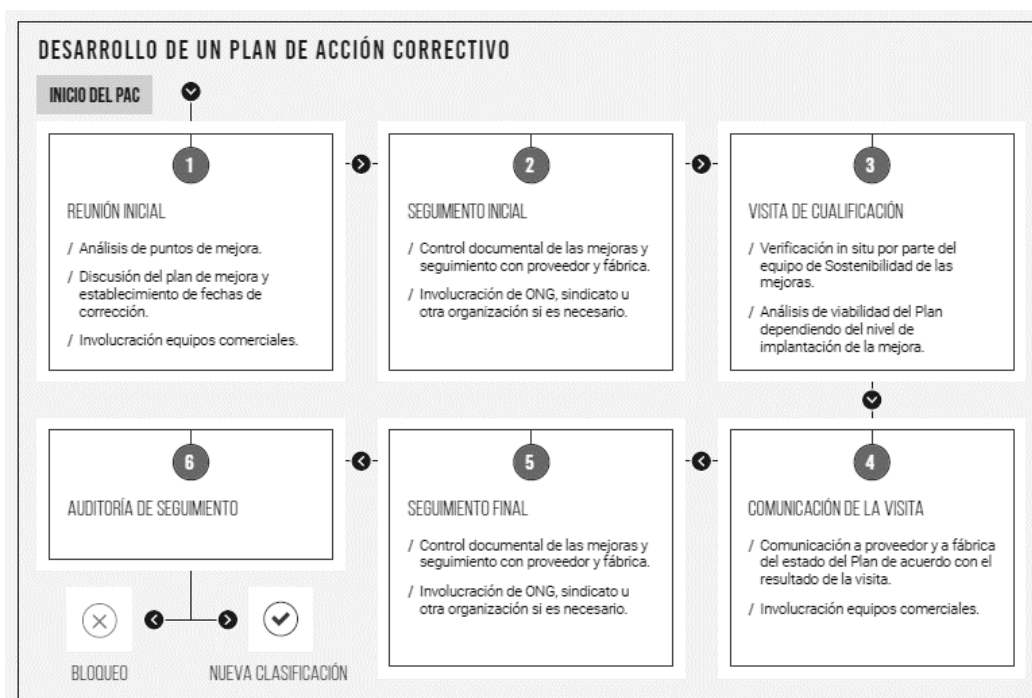 DESARROLLO DE UN PLAN DE ACCIÓN CORRECTIVO
INICIO DEL PAC
1
REUNIÓN INICIAL
/ Análisis de puntos de mejora.
/ Discusión del plan de mejora y
establecimiento de fechas de
corrección.
/ Involucración equipos comerciales.
2
SEGUIMIENTO INICIAL
/ Control documental de las mejoras y
seguimiento con proveedor y fábrica.
/ Involucración de ONG, sindicato u
otra organización si es necesario.
3
VISITA DE CUALIFICACIÓN
/ Verificación in situ por parte del
equipo de Sostenibilidad de las
mejoras.
/ Análisis de viabilidad del Plan
dependiendo del nivel de
implantación de la mejora.
4
COMUNICACIÓN DE LA VISITA
/ Comunicación a proveedor y a fábrica
del estado del Plan de acuerdo con el
resultado de la visita.
/ Involucración equipos comerciales.
5
SEGUIMIENTO FINAL
/ Control documental de las mejoras y
seguimiento con proveedor y fábrica.
/ Involucración de ONG, sindicato u
otra organización si es necesario.
6
AUDITORÍA DE SEGUIMIENTO
BLOQUEO
NUEVA CLASIFICACIÓN